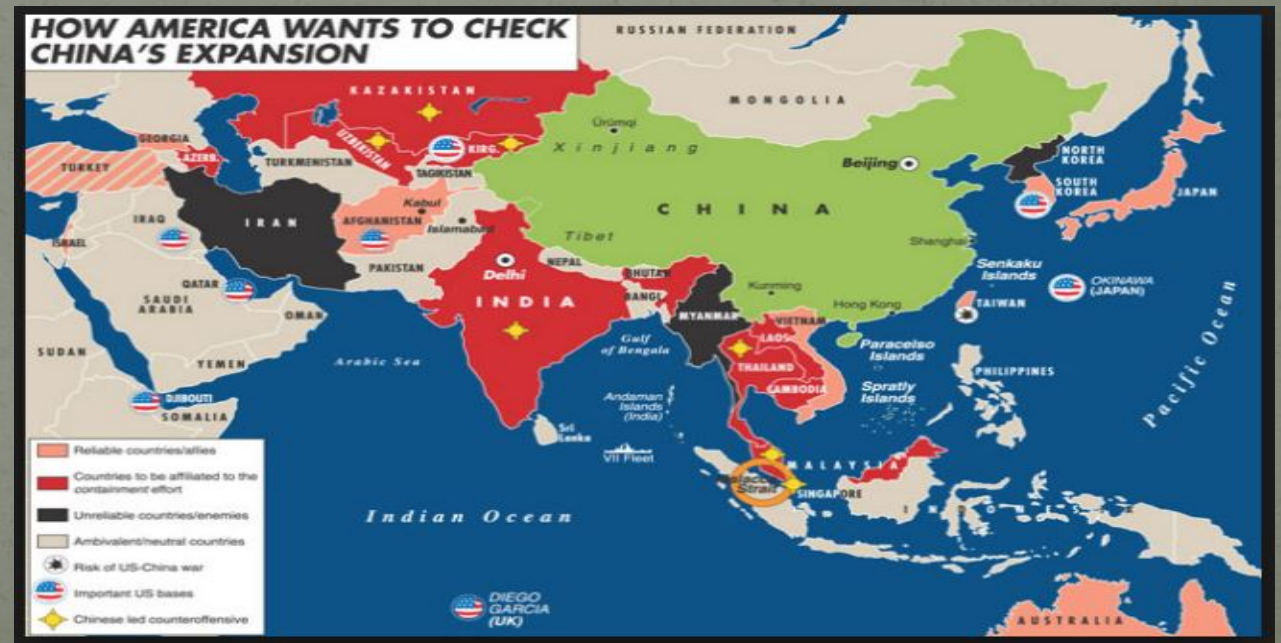 HOW AMERICA WANTS TO CHECK
CHINA'S EXPANSION
RUSSIAN FEDERATION
KAZAKISTAN
MONGOLIA
Ürümqi
Xinjiang
GEORGIA
AZERB.
UZBEKISTAN
KIRG.
TURKEY
TURKMENISTAN
TAGIKISTAN
Beijing
NORTH
KOREA
SOUTH
KOREA
JAPAN
IRAQ
IRAN
Kabul
AFGHANISTAN
Islamabad
CHINA
ISRAEL
Tibet
Shanghai
PAKISTAN
NEPAL
Delhi
BHUTAN
Senkaku
Islands
QATAR
SAUDI
ARABIA
INDIA
BANGL.
Kunming
Hong Kong
OKINAWA
(JAPAN)
TAIWAN
OMAN
MYANMAR
VIETNAM
LAOS
SUDAN
YEMEN
Arabic Sea
Gulf
of Bengala
THAILAND
Paracelso
Islands
PHILIPPINES
CAMBODIA
Spratly
Islands
Pacific Ocean
DJIBOUTI
SOMALIA
Andaman
Islands
(India)
Sri
Lanka
VII Fleet
MALAYSIA
Malacca
Strait
SINGAPORE
INDONESIA
Indian Ocean
DIEGO
GARCIA
(UK)
AUSTRALIA
Reliable countries/allies
Countries to be affiliated to the
containment effort
Unreliable countries/enemies
Ambivalent/neutral countries
Risk of US-China war
Important US bases
Chinese led counteroffensive